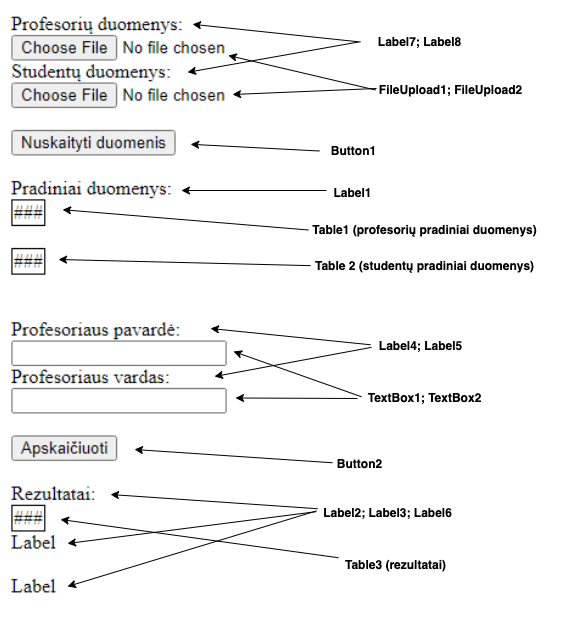 Profesorių duomenys:
Label7; Label8
Choose File No file chosen
Studentų duomenys:
FileUpload1; FileUpload2
Choose File No file chosen
Nuskaityti duomenis
Button1
Pradiniai duomenys:
Label1
###
Table1 (profesorių pradiniai duomenys)
###
Table 2 (studentų pradiniai duomenys)
Profesoriaus pavardė:
Label4; Label5
Profesoriaus vardas:
TextBox1; TextBox2
Apskaičiuoti
Button2
Rezultatai:
Label2; Label3; Label6
###
Label
Table3 (rezultatai)
Label